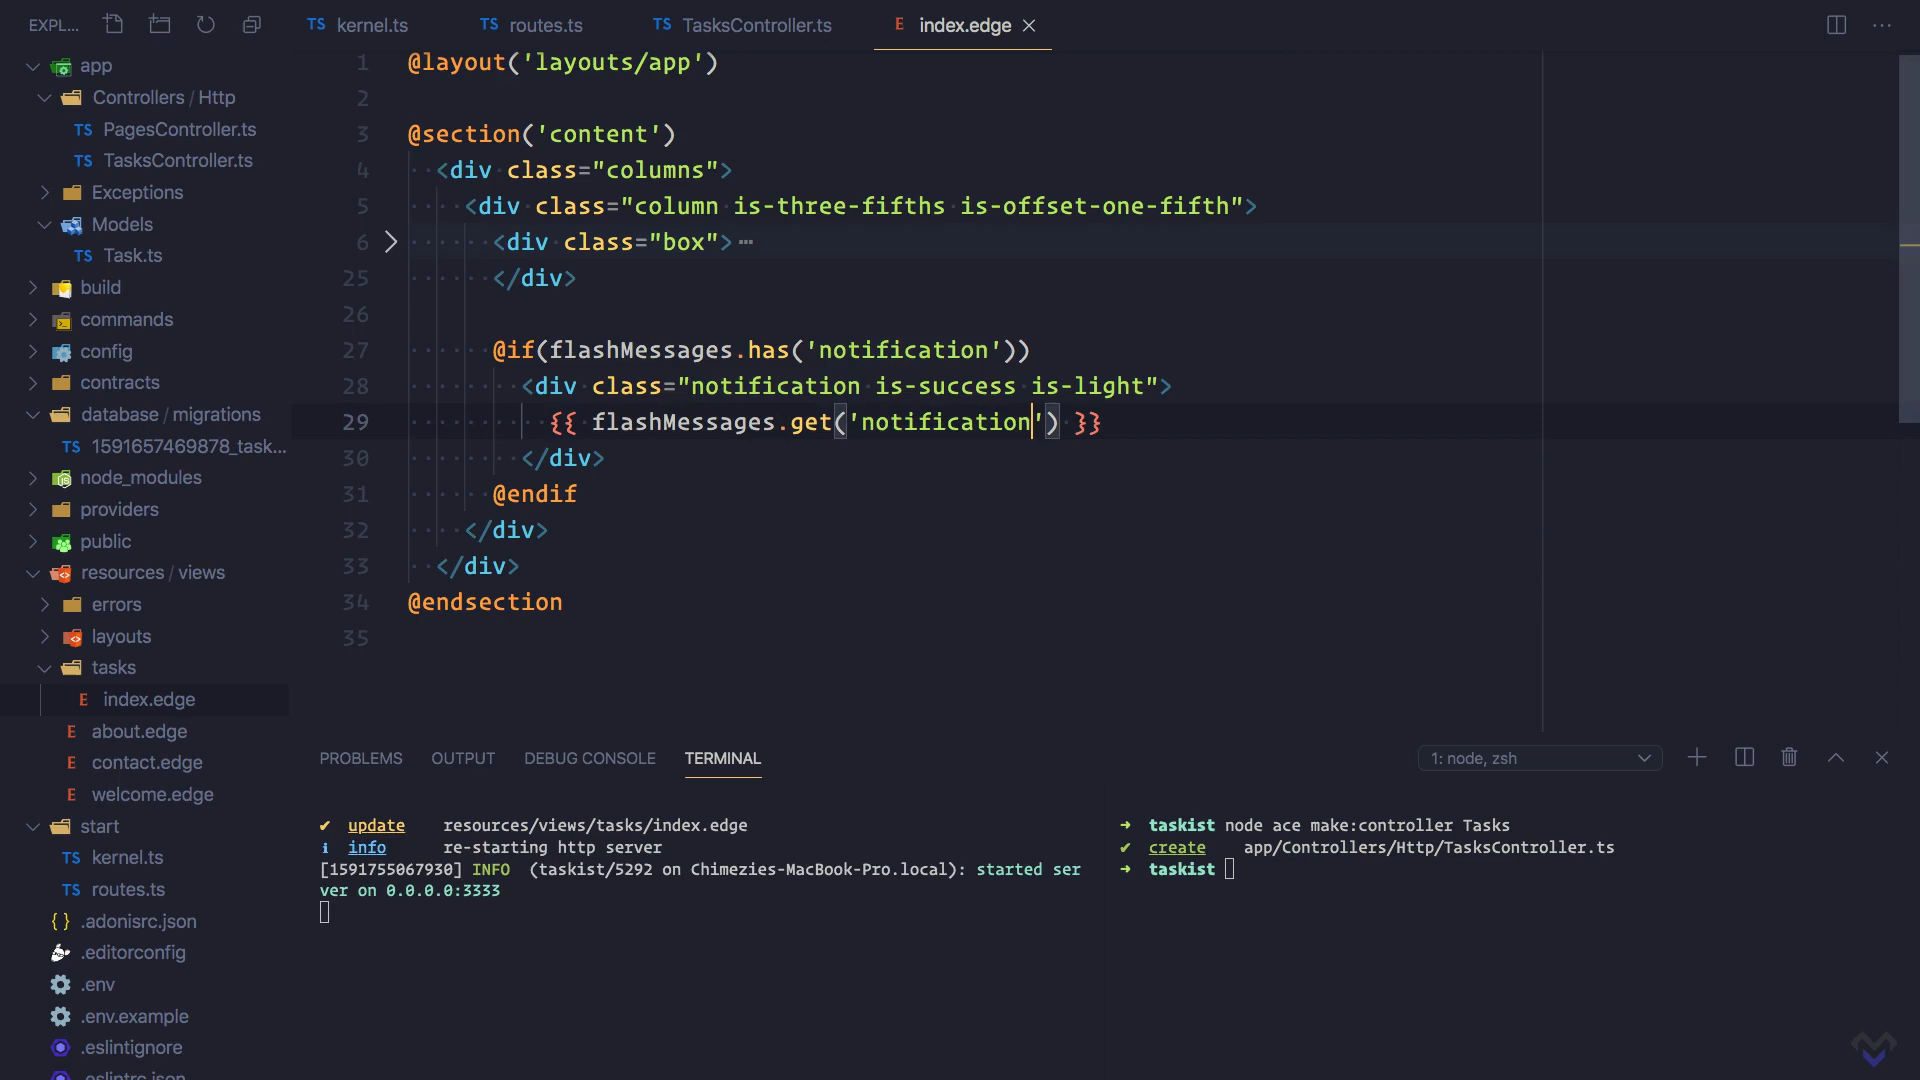 EXPL...
TS kernel.ts
TS routes.ts
TS TasksController.ts
E index.edge
app
Controllers / Http
TS PagesController.ts
TS TasksController.ts
Exceptions
Models
TS Task.ts
build
commands
config
contracts
database / migrations
TS 1591657469878_task...
node_modules
providers
public
resources / views
errors
layouts
tasks
E index.edge
E about.edge
E contact.edge
E welcome.edge
start
TS kernel.ts
TS routes.ts
{ } .adonisrc.json
.editorconfig
.env
.env.example
.eslintignore
.eslintrc.json
1 @layout('layouts/app')
2
3 @section('content')
4 <div class="columns">
5 <div class="column is-three-fifths is-offset-one-fifth">
6 <div class="box"> ...
25 </div>
26
27 @if(flashMessages.has('notification'))
28 <div class="notification is-success is-light">
29 {{ flashMessages.get('notification') }}
30 </div>
31 @endif
32 </div>
33 </div>
34 @endsection
35
PROBLEMS OUTPUT DEBUG CONSOLE TERMINAL
1: node, zsh
✔ update resources/views/tasks/index.edge
ℹ info re-starting http server
[1591755067930] INFO (taskist/5292 on Chimezies-MacBook-Pro.local): started ser
ver on 0.0.0.0:3333
➜ taskist node ace make:controller Tasks
✔ create app/Controllers/Http/TasksController.ts
➜ taskist